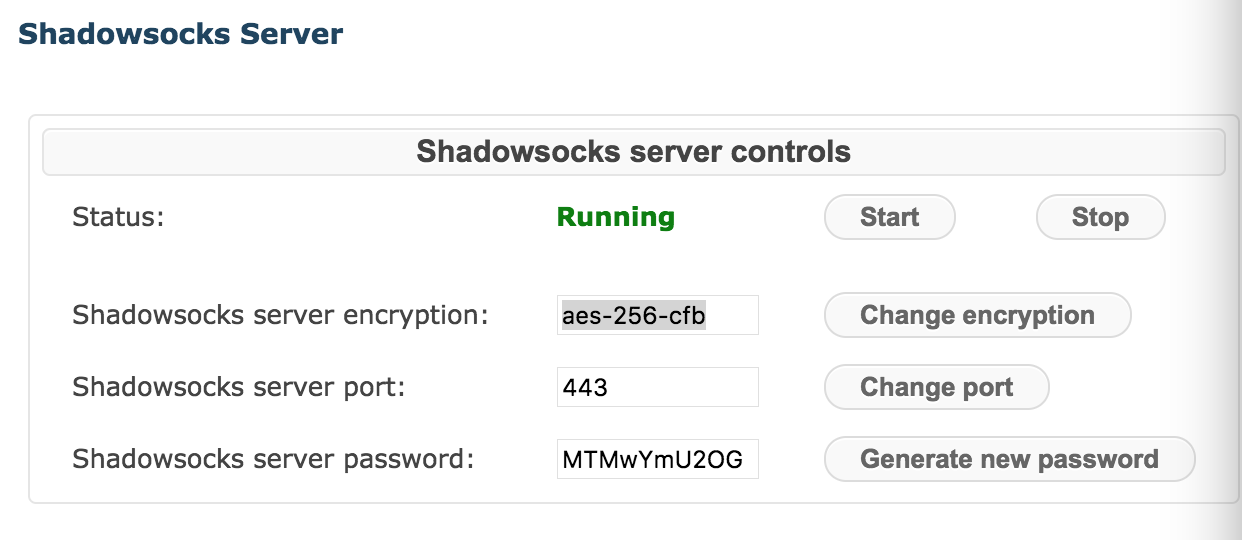 Shadowsocks Server
Shadowsocks server controls
Status: Running Start Stop
Shadowsocks server encryption: aes-256-cfb Change encryption
Shadowsocks server port: 443 Change port
Shadowsocks server password: MTMwYmU2OG Generate new password